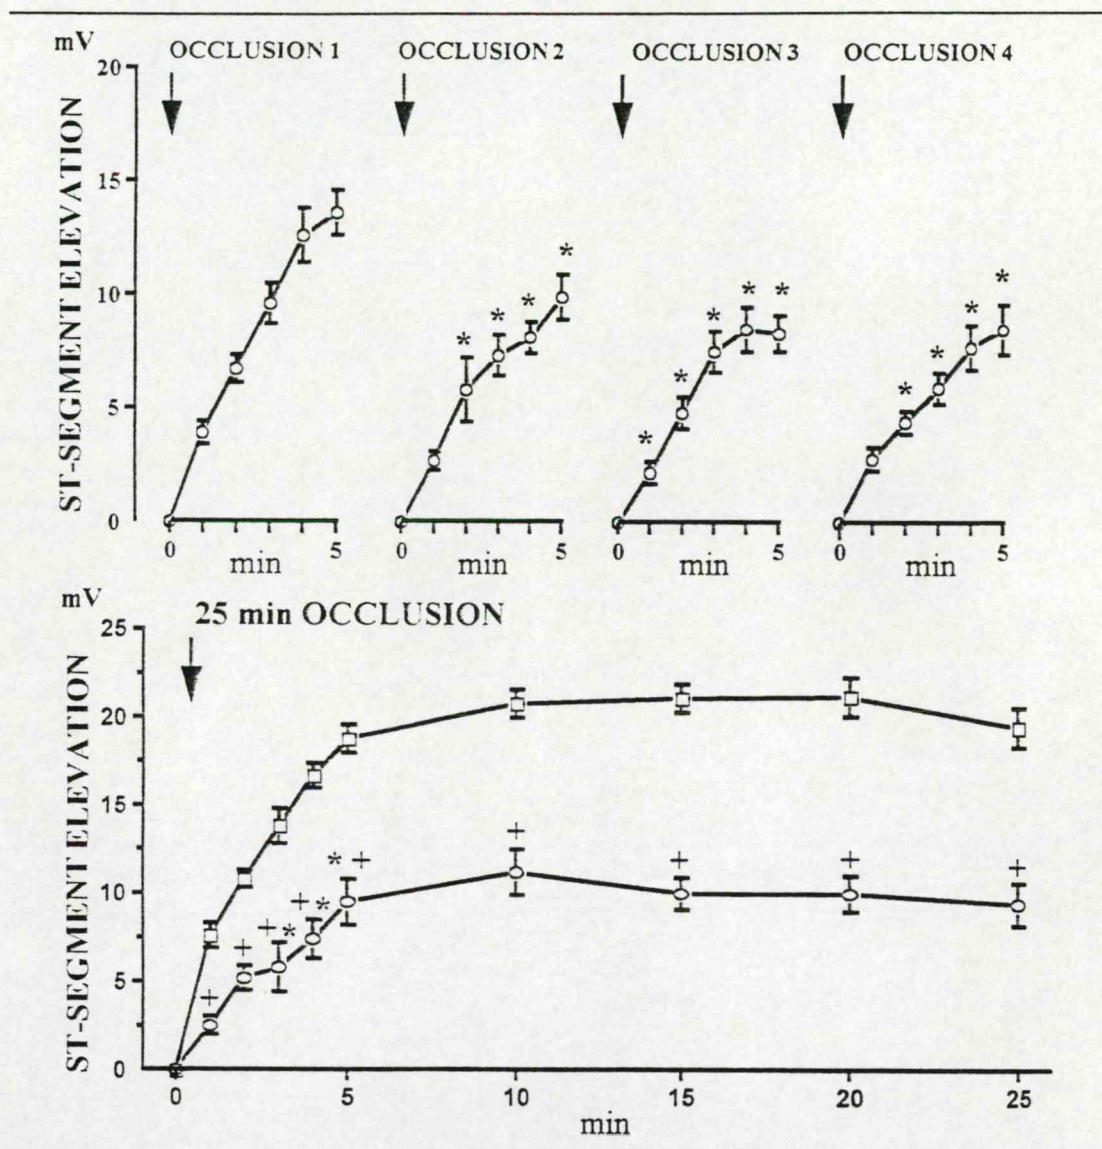 mV
OCCLUSION 1 OCCLUSION 2 OCCLUSION 3 OCCLUSION 4
20
15
10
5
0
ST-SEGMENT ELEVATION
* * * *
* * * * *
* * * *
0 5 0 5 0 5 0 5
min min min min
mV
25 min OCCLUSION
25
20
15
10
5
0
ST-SEGMENT ELEVATION
+ + + * + * * + + + + +
0 5 10 15 20 25
min